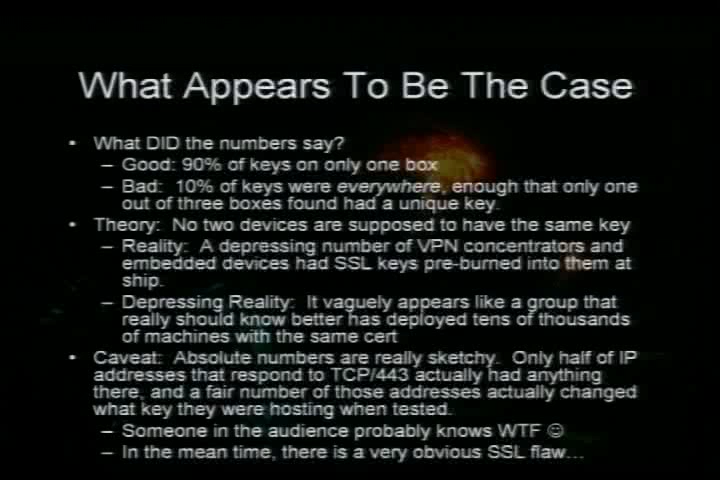 What Appears To Be The Case
• What DID the numbers say?
– Good: 90% of keys on only one box
– Bad: 10% of keys were everywhere, enough that only one
out of three boxes found had a unique key.
• Theory: No two devices are supposed to have the same key
– Reality: A depressing number of VPN concentrators and
embedded devices had SSL keys pre-burned into them at
ship.
– Depressing Reality: It vaguely appears like a group that
really should know better has deployed tens of thousands
of machines with the same cert
• Caveat: Absolute numbers are really sketchy. Only half of IP
addresses that respond to TCP/443 actually had anything
there, and a fair number of those addresses actually changed
what key they were hosting when tested.
– Someone in the audience probably knows WTF ☺
– In the mean time, there is a very obvious SSL flaw…